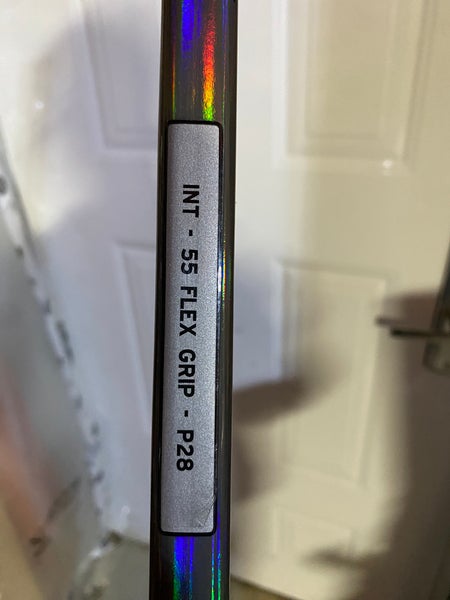 INT - 55 FLEX GRIP - P28